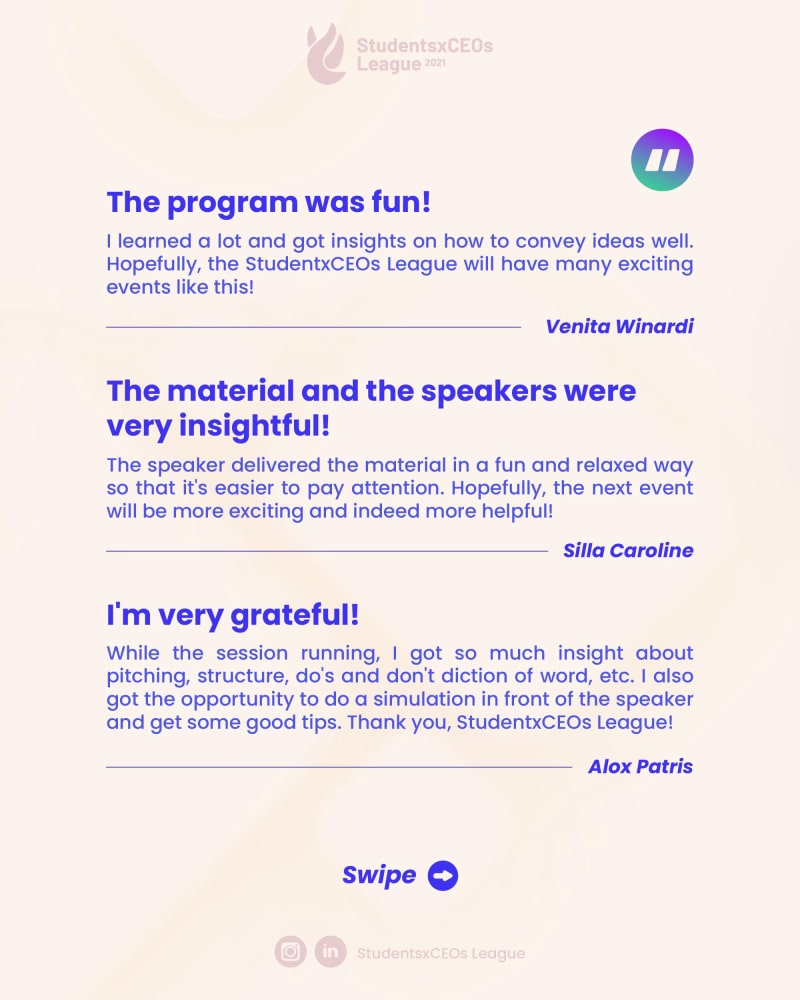 StudentsxCEOs
League 2021
The program was fun!
I learned a lot and got insights on how to convey ideas well.
Hopefully, the StudentxCEOs League will have many exciting
events like this!
Venita Winardi
The material and the speakers were
very insightful!
The speaker delivered the material in a fun and relaxed way
so that it's easier to pay attention. Hopefully, the next event
will be more exciting and indeed more helpful!
Silla Caroline
I'm very grateful!
While the session running, I got so much insight about
pitching, structure, do's and don't diction of word, etc. I also
got the opportunity to do a simulation in front of the speaker
and get some good tips. Thank you, StudentxCEOs League!
Alox Patris
Swipe
in StudentsxCEOs League